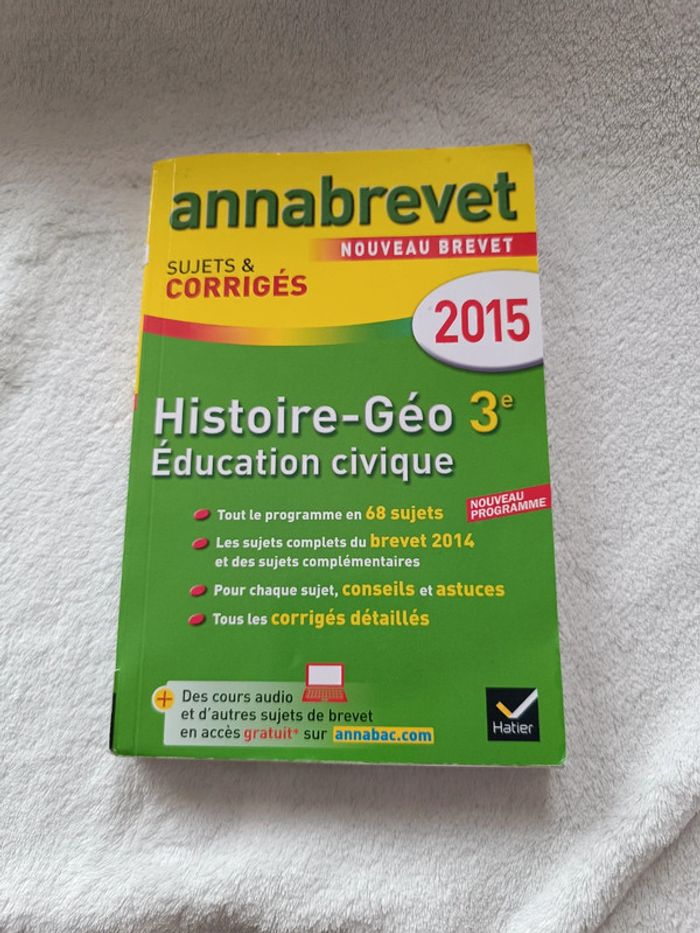 annabrevet
NOUVEAU BREVET
SUJETS &
CORRIGÉS
2015
Histoire-Géo 3e
Éducation civique
NOUVEAU
PROGRAMME
Tout le programme en 68 sujets
Les sujets complets du brevet 2014
et des sujets complémentaires
Pour chaque sujet, conseils et astuces
Tous les corrigés détaillés
+ Des cours audio
et d'autres sujets de brevet
en accès gratuit* sur annabac.com
Hatier